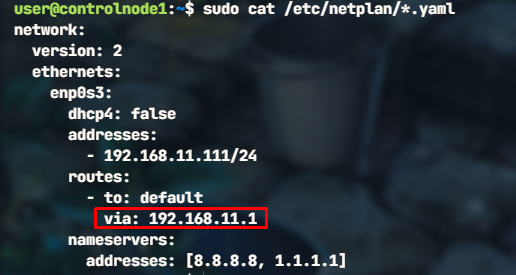 user@controlnode1:~$ sudo cat /etc/netplan/*.yaml
network:
  version: 2
  ethernets:
    enp0s3:
      dhcp4: false
      addresses:
        - 192.168.11.111/24
      routes:
        - to: default
          via: 192.168.11.1
      nameservers:
        addresses: [8.8.8.8, 1.1.1.1]